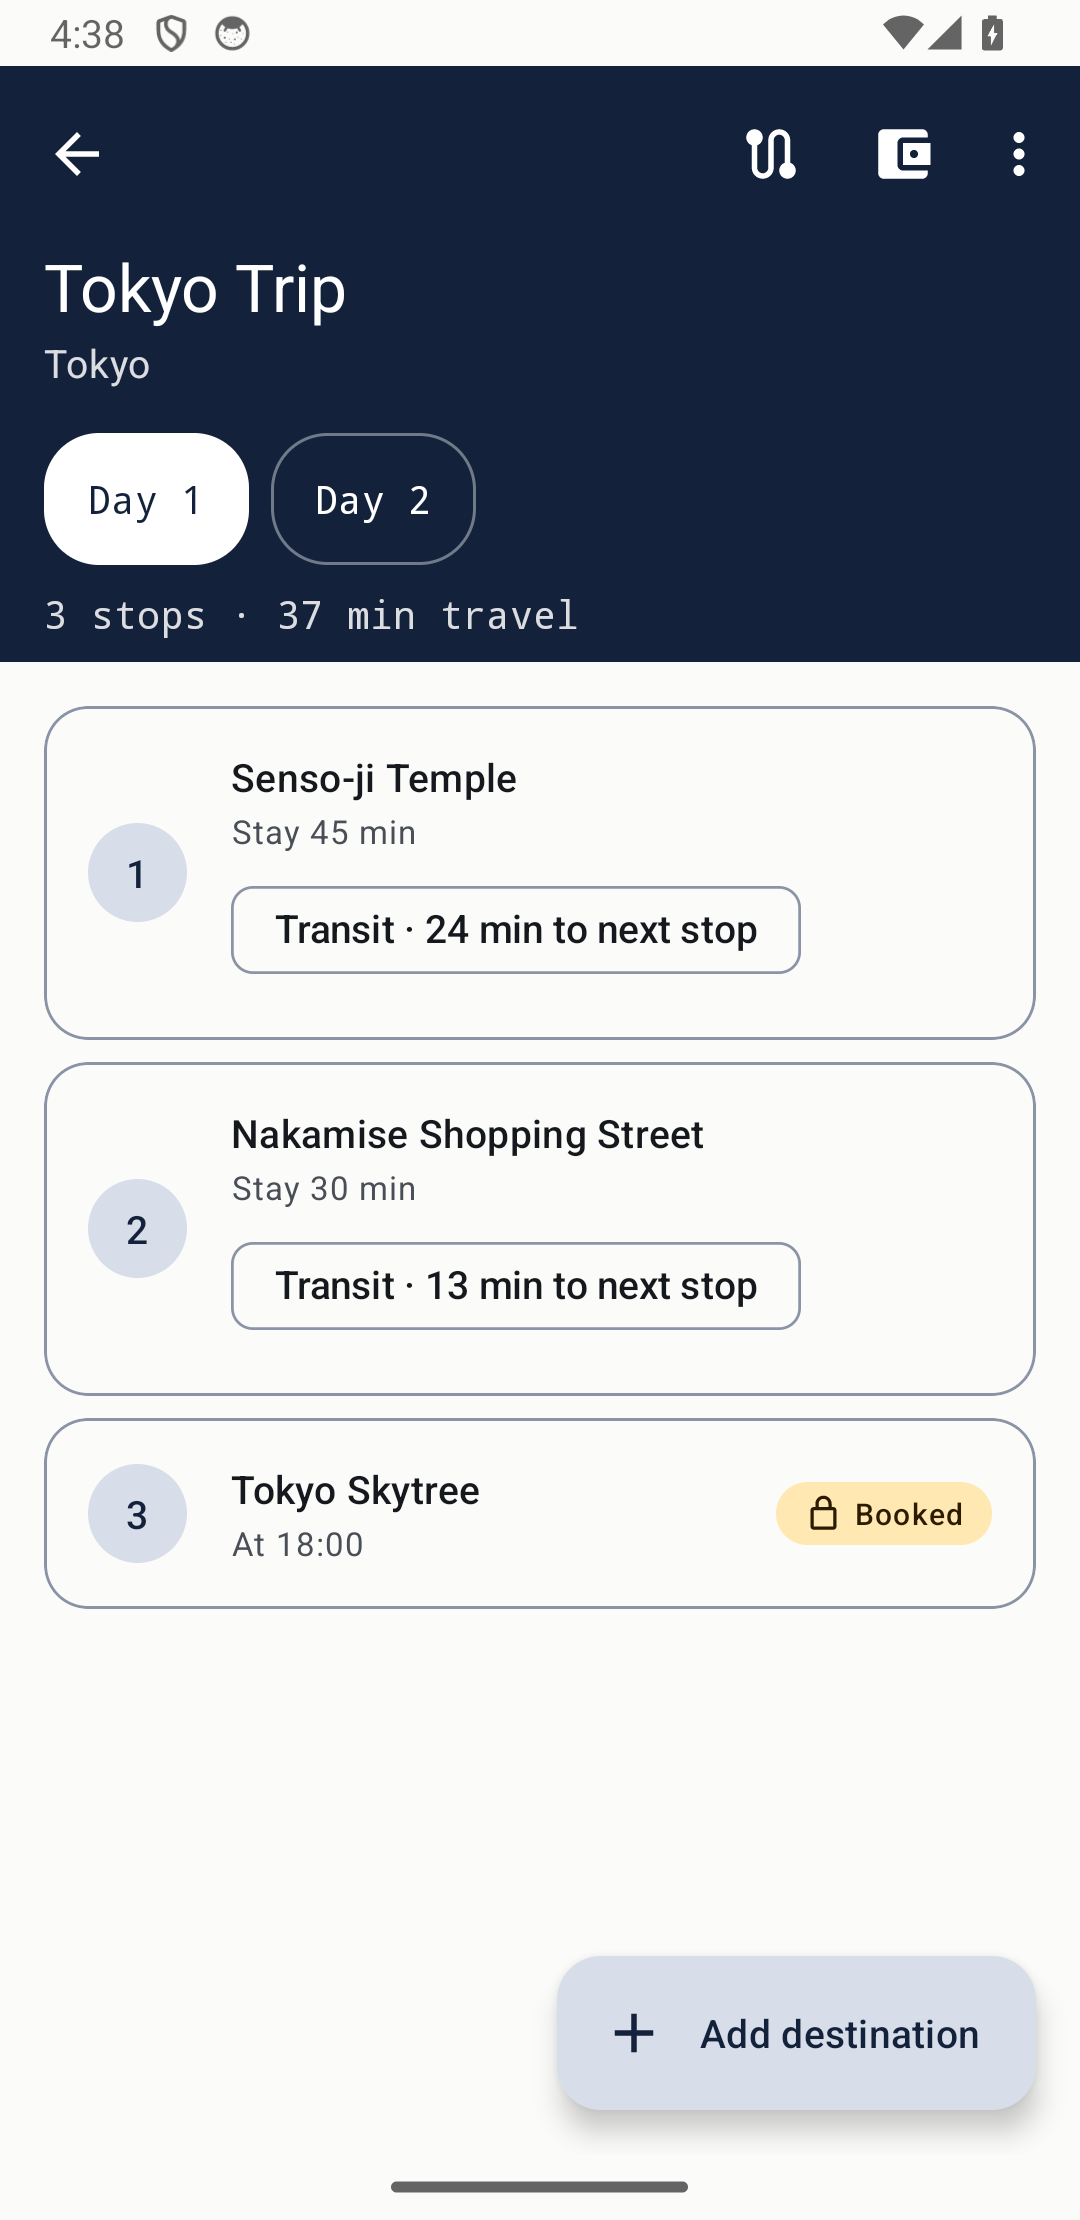 4:38
Tokyo Trip
Tokyo
Day 1
Day 2
3 stops · 37 min travel
Senso-ji Temple
Stay 45 min
1
Transit · 24 min to next stop
Nakamise Shopping Street
Stay 30 min
2
Transit · 13 min to next stop
Tokyo Skytree
3
At 18:00
Booked
Add destination